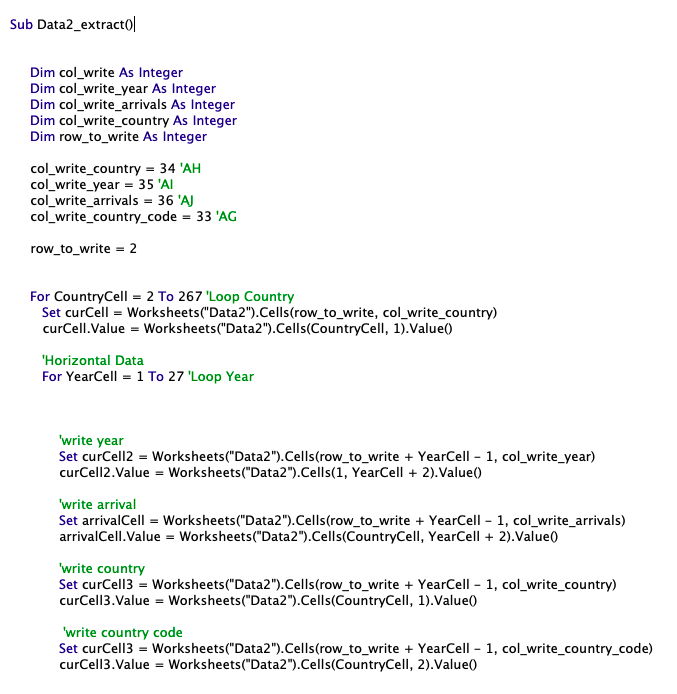 Sub Data2_extract()
Dim col_write As Integer
Dim col_write_year As Integer
Dim col_write_arrivals As Integer
Dim col_write_country As Integer
Dim row_to_write As Integer
col_write_country = 34 'AH
col_write_year = 35 'AI
col_write_arrivals = 36 'AJ
col_write_country_code = 33 'AG
row_to_write = 2
For CountryCell = 2 To 267 'Loop Country
Set curCell = Worksheets("Data2").Cells(row_to_write, col_write_country)
curCell.Value = Worksheets("Data2").Cells(CountryCell, 1).Value()
'Horizontal Data
For YearCell = 1 To 27 'Loop Year
'write year
Set curCell2 = Worksheets("Data2").Cells(row_to_write + YearCell - 1, col_write_year)
curCell2.Value = Worksheets("Data2").Cells(1, YearCell + 2).Value()
'write arrival
Set arrivalCell = Worksheets("Data2").Cells(row_to_write + YearCell - 1, col_write_arrivals)
arrivalCell.Value = Worksheets("Data2").Cells(CountryCell, YearCell + 2).Value()
'write country
Set curCell3 = Worksheets("Data2").Cells(row_to_write + YearCell - 1, col_write_country)
curCell3.Value = Worksheets("Data2").Cells(CountryCell, 1).Value()
'write country code
Set curCell3 = Worksheets("Data2").Cells(row_to_write + YearCell - 1, col_write_country_code)
curCell3.Value = Worksheets("Data2").Cells(CountryCell, 2).Value()